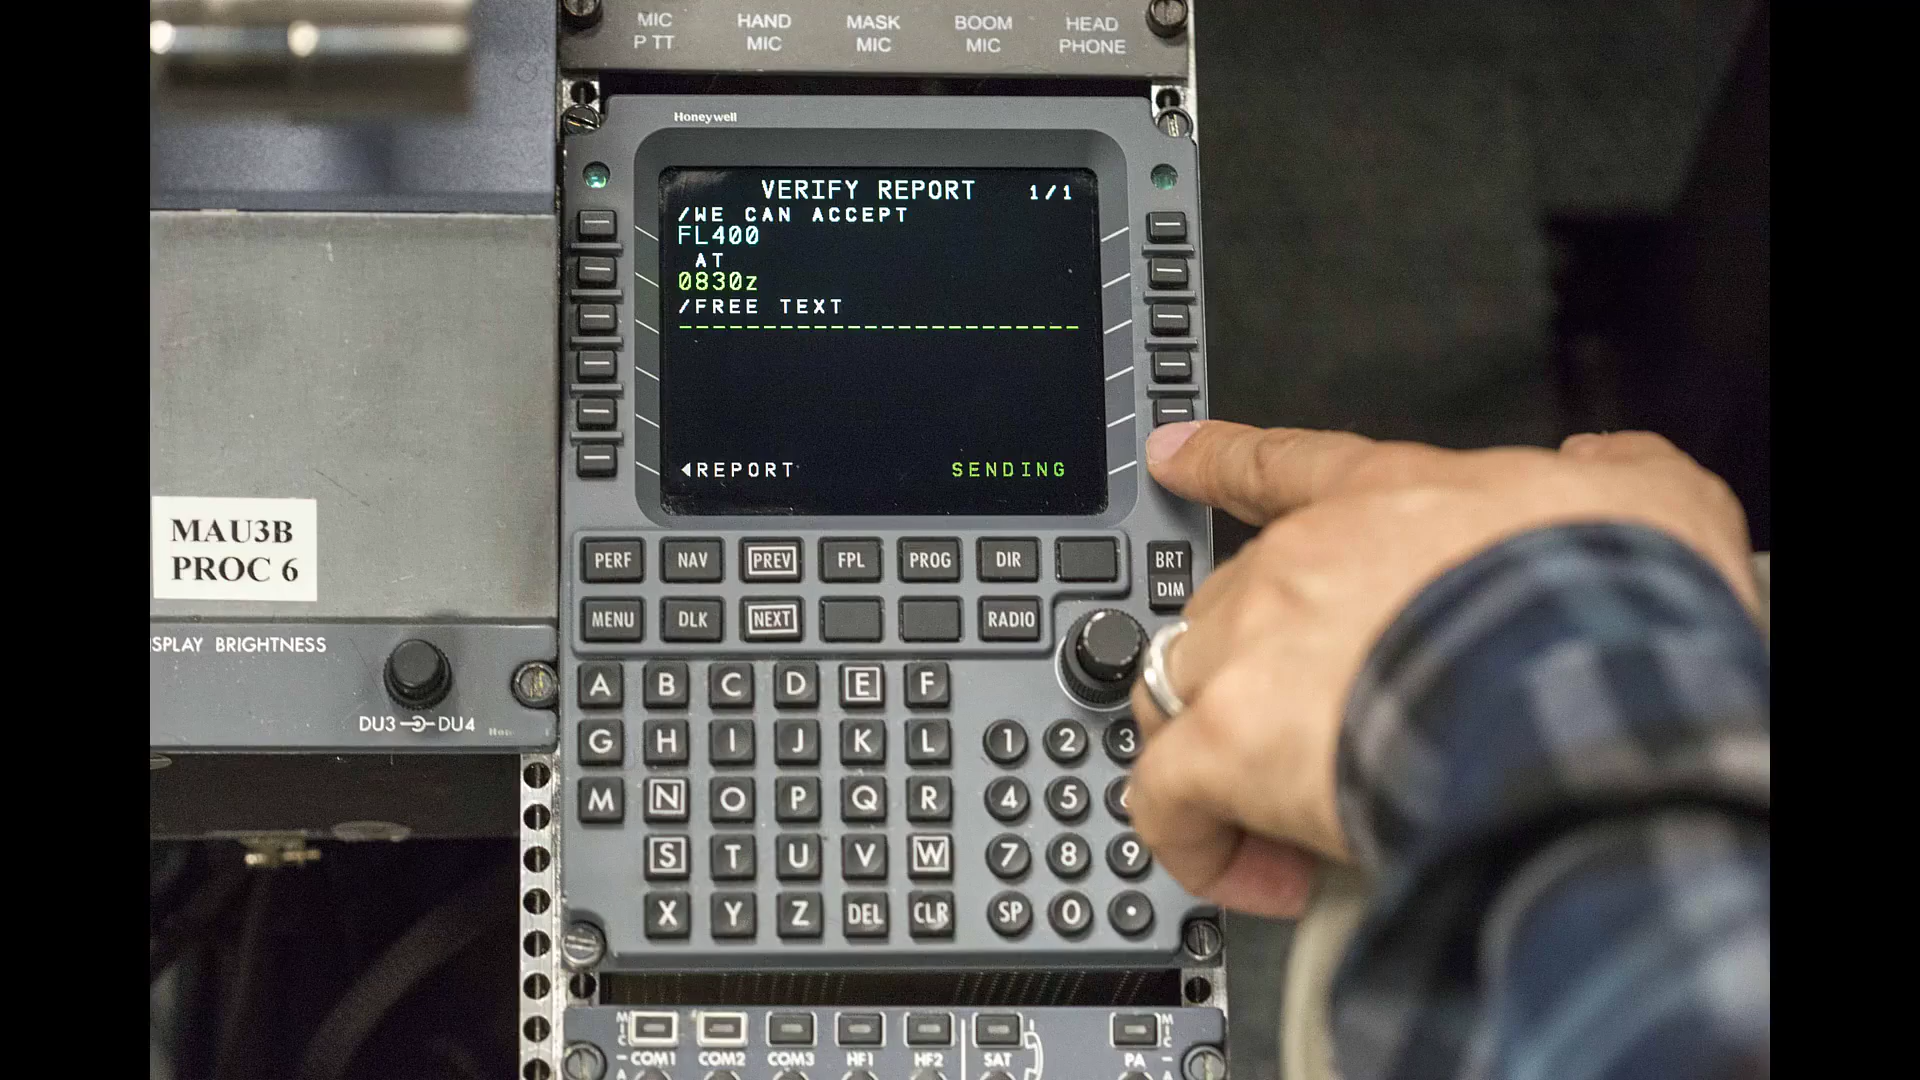 MIC HAND MASK BOOM HEAD
P TT MIC MIC MIC PHONE
Honeywell
VERIFY REPORT 1/1
/WE CAN ACCEPT
FL400
AT
0830z
/FREE TEXT
◀REPORT SENDING
MAU3B
PROC 6
SPLAY BRIGHTNESS
DU3 DU4
PERF NAV PREV FPL PROG DIR BRT
DIM
MENU DLK NEXT RADIO
A B C D E F
G H I J K L 1 2 3
M N O P Q R 4 5
S T U V W 7 8 9
X Y Z DEL CLR SP 0 •
MIC COM1 COM2 COM3 HF1 HF2 SAT PA MIC